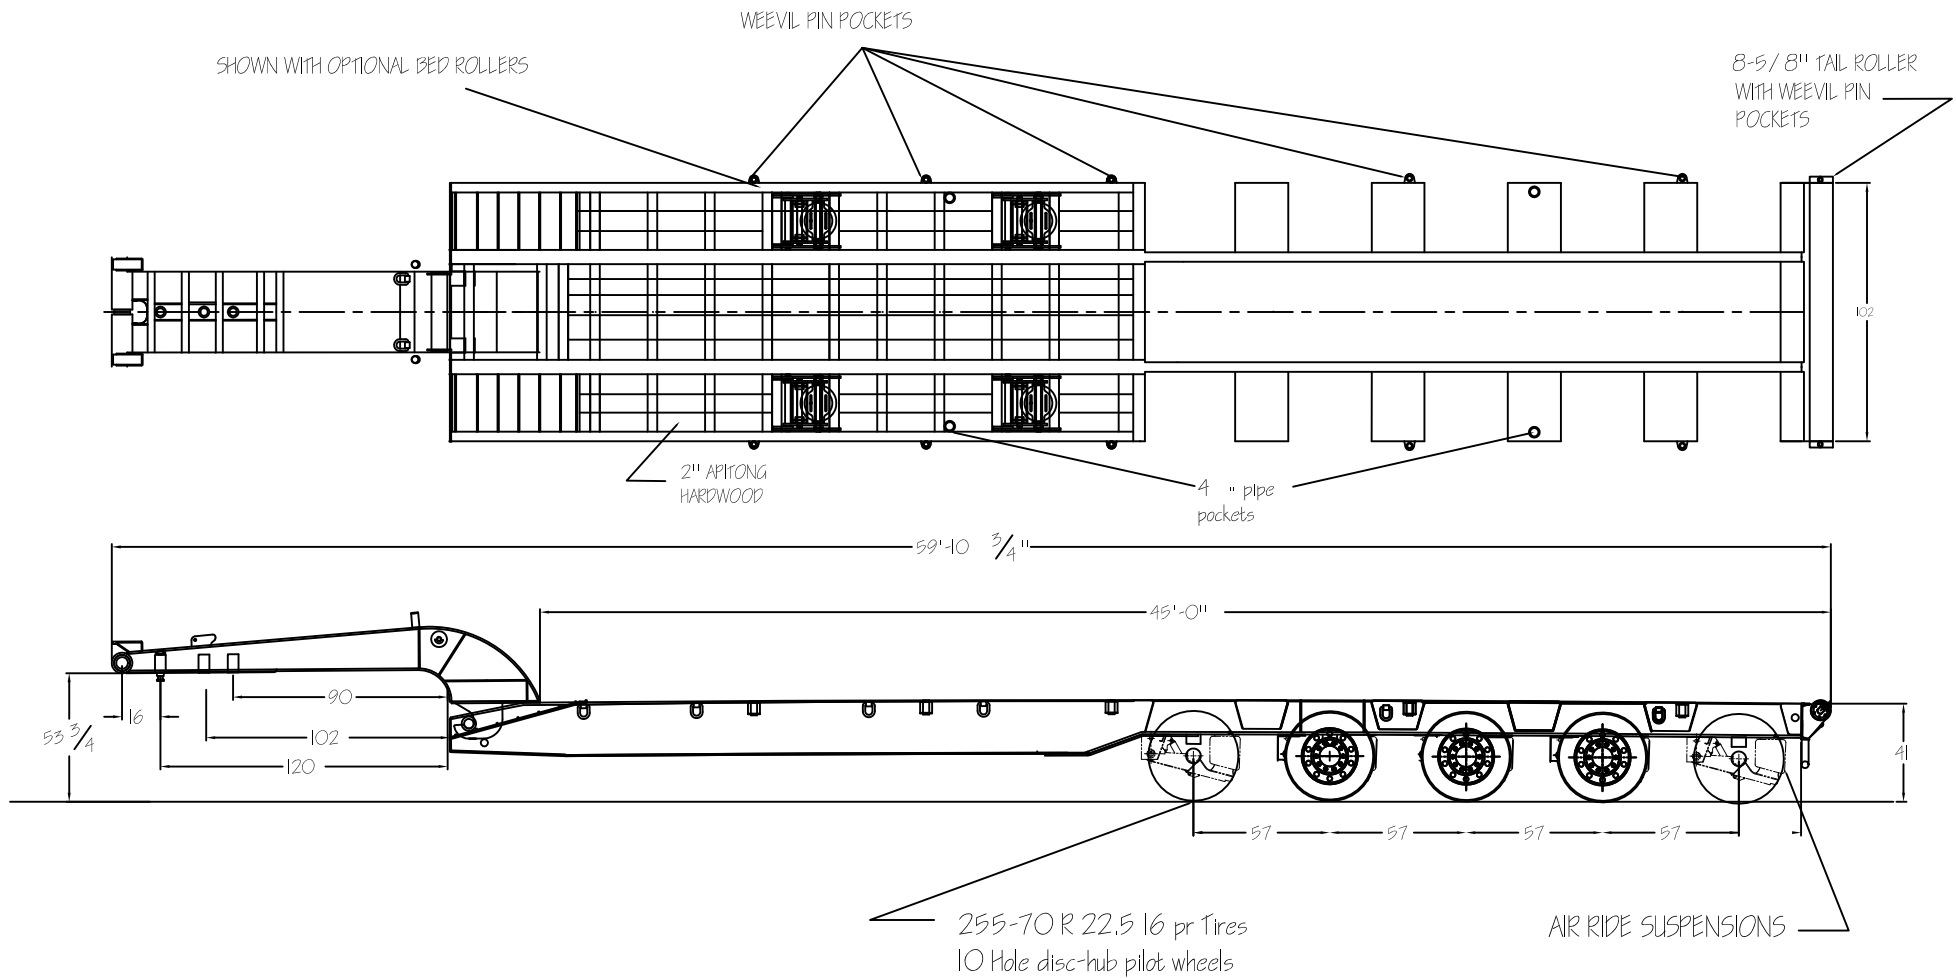 WEEVIL PIN POCKETS
SHOWN WITH OPTIONAL BED ROLLERS
8-5/8" TAIL ROLLER
WITH WEEVIL PIN
POCKETS
102
2" APITONG
HARDWOOD
4 " pipe
pockets
59'-10 3/4"
45'-0"
90
16
53 3/4
102
120
41
57
57
57
57
255-70 R 22.5 16 pr Tires
10 Hole disc-hub pilot wheels
AIR RIDE SUSPENSIONS